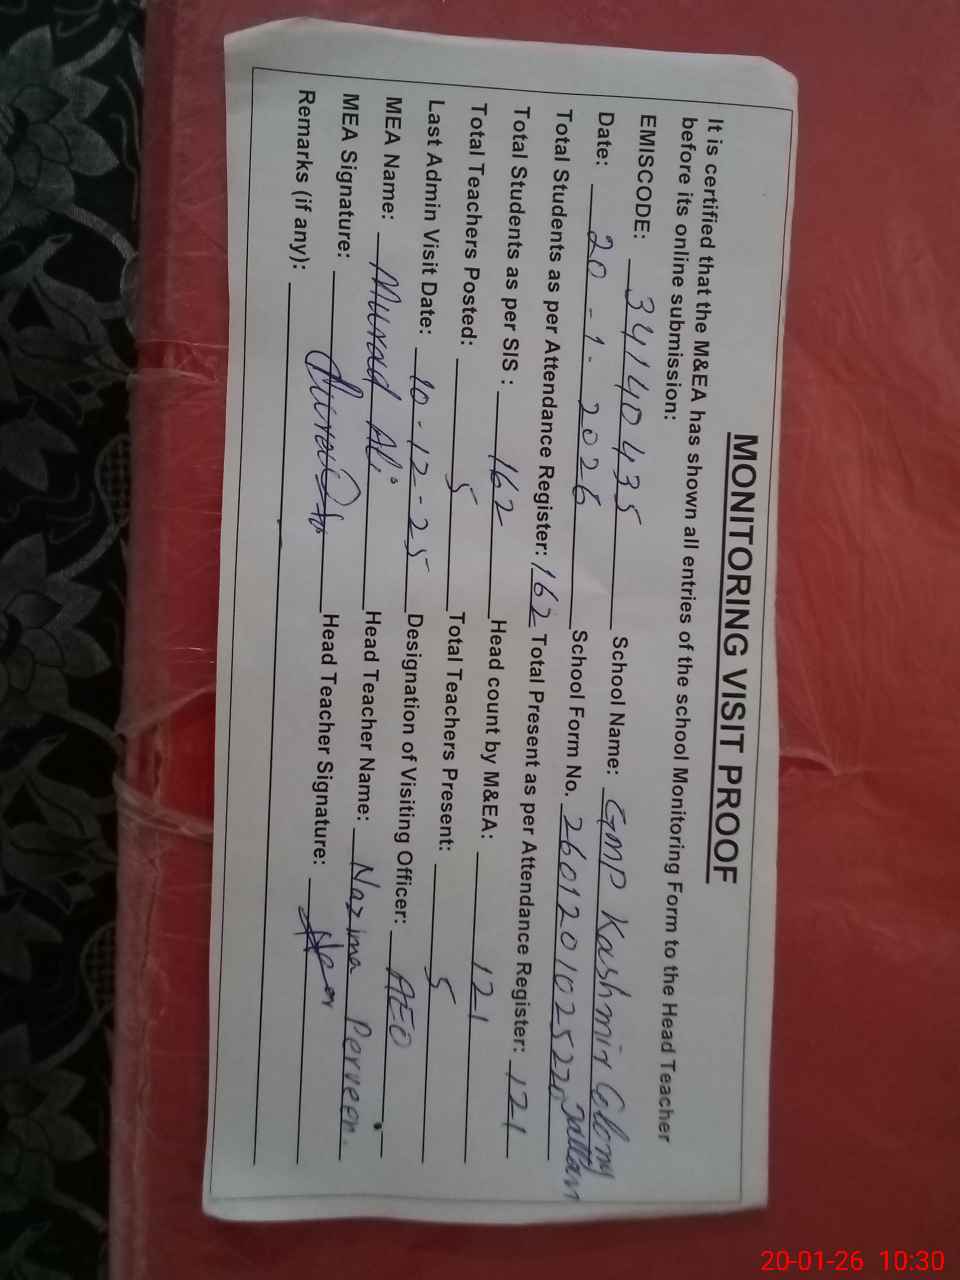 MONITORING VISIT PROOF
It is certified that the M&EA has shown all entries of the school Monitoring Form to the Head Teacher
before its online submission:
EMISCODE: 34140435 School Name: GMP Kashmir Colony Jattan
Date: 20-1-2026 School Form No. 2601201025220
Total Students as per Attendance Register: 162 Total Present as per Attendance Register: 121
Total Students as per SIS : 162 Head count by M&EA: 121
Total Teachers Posted: 5 Total Teachers Present: 5
Last Admin Visit Date: 10-12-25 Designation of Visiting Officer: AEO
MEA Name: Murad Ali Head Teacher Name: Nazima Perveen
MEA Signature: Head Teacher Signature:
Remarks (if any):
20-01-26 10:30